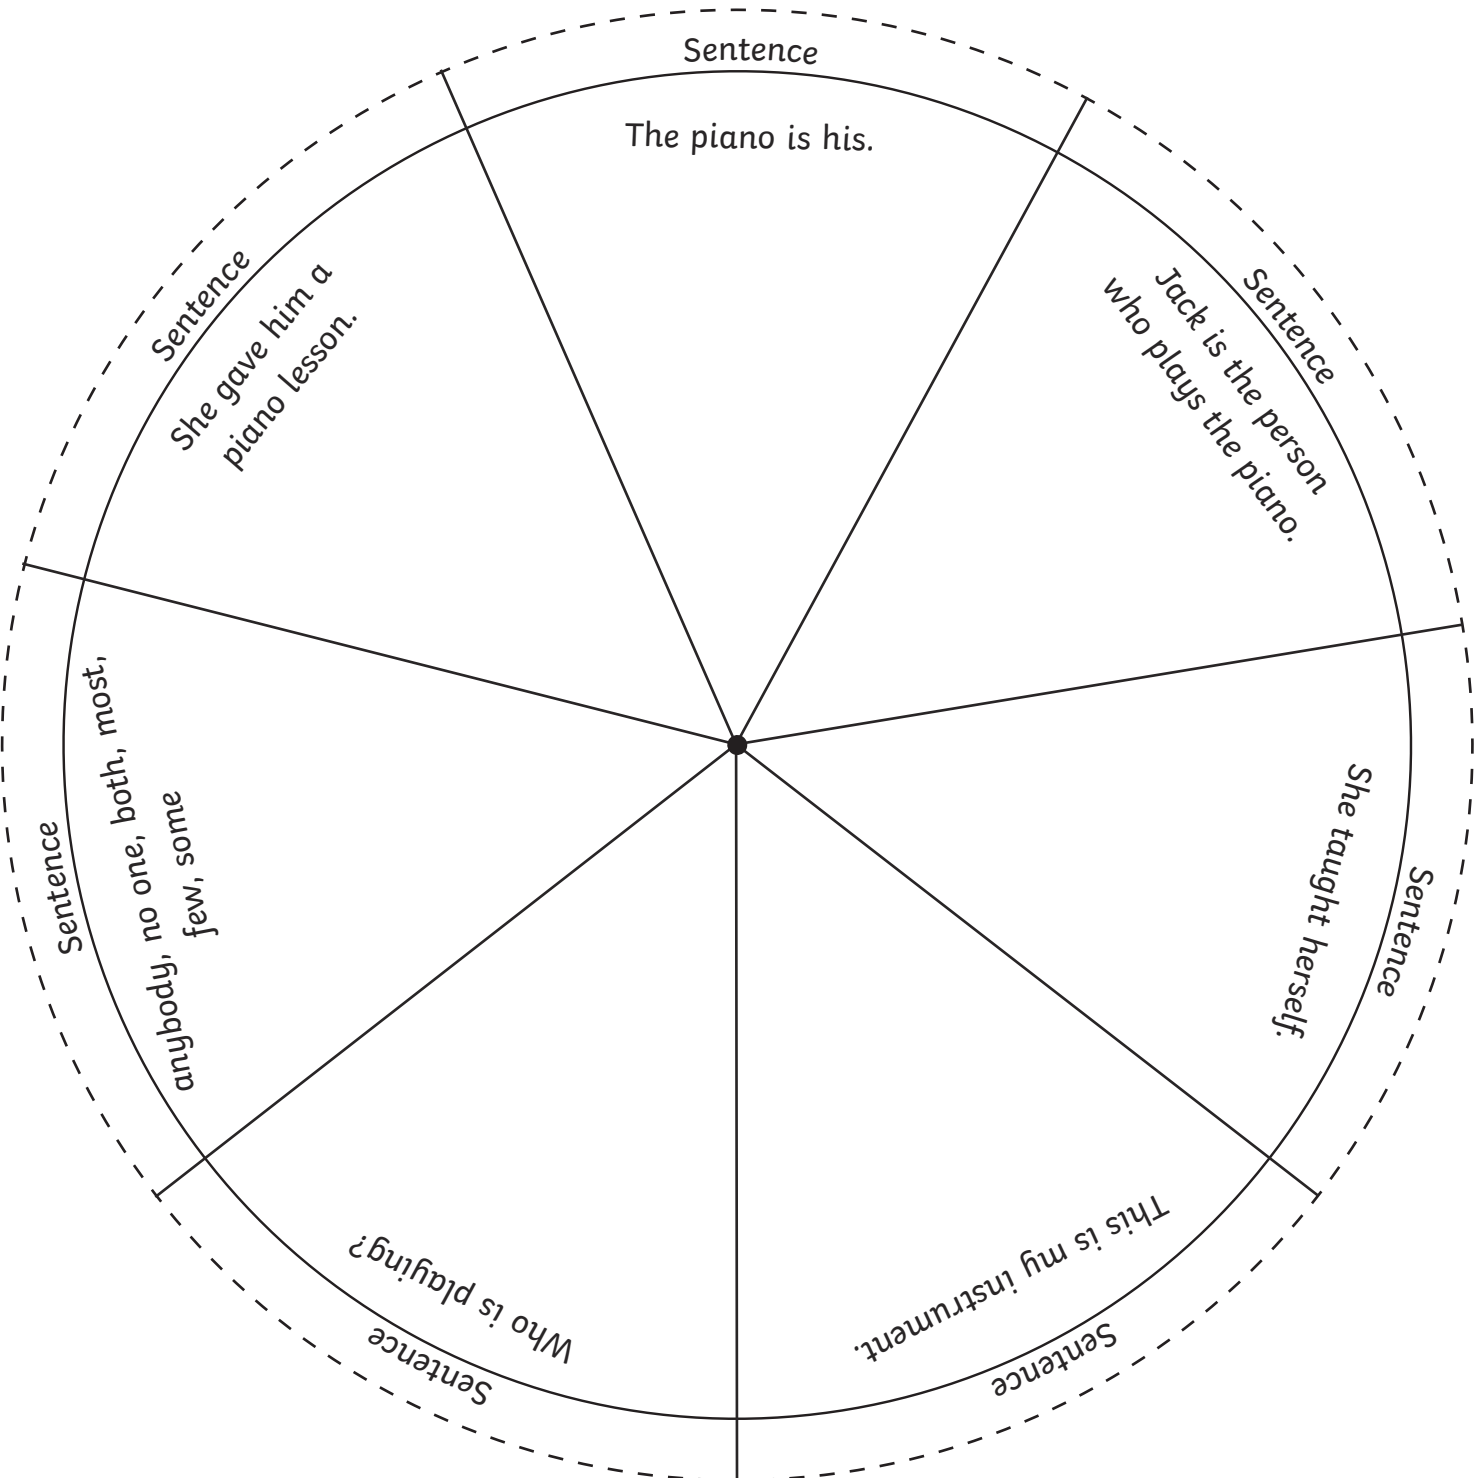 Sentence
The piano is his.
Sentence
Jack is the person
who plays the piano.
Sentence
She taught herself.
Sentence
This is my instrument.
Sentence
Who is playing?
Sentence
anybody, no one, both, most,
few, some
Sentence
She gave him a
piano lesson.